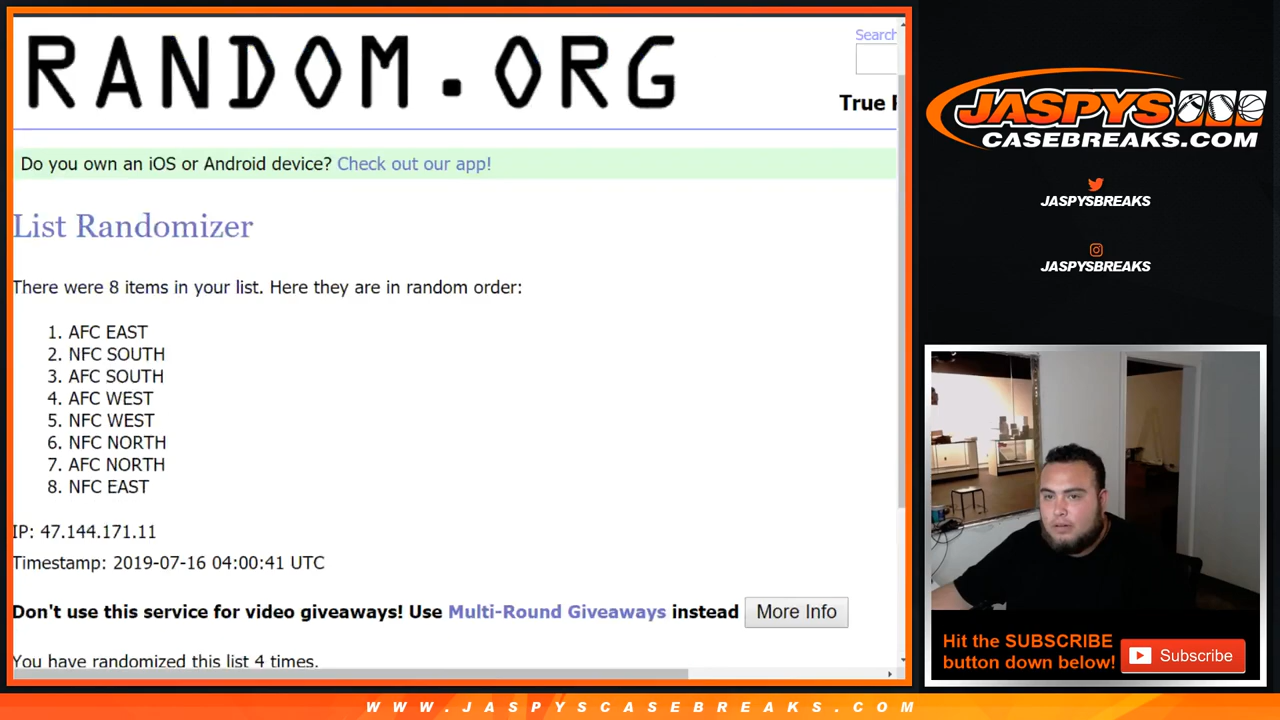 RANDOM.ORG
Search
True
Do you own an iOS or Android device? Check out our app!
List Randomizer
There were 8 items in your list. Here they are in random order:
1. AFC EAST
2. NFC SOUTH
3. AFC SOUTH
4. AFC WEST
5. NFC WEST
6. NFC NORTH
7. AFC NORTH
8. NFC EAST
IP: 47.144.171.11
Timestamp: 2019-07-16 04:00:41 UTC
Don't use this service for video giveaways! Use Multi-Round Giveaways instead More Info
You have randomized this list 4 times.
JASPYS
CASEBREAKS.COM
JASPYSBREAKS
JASPYSBREAKS
Hit the SUBSCRIBE
button down below!
Subscribe
WWW.JASPYSCASEBREAKS.COM